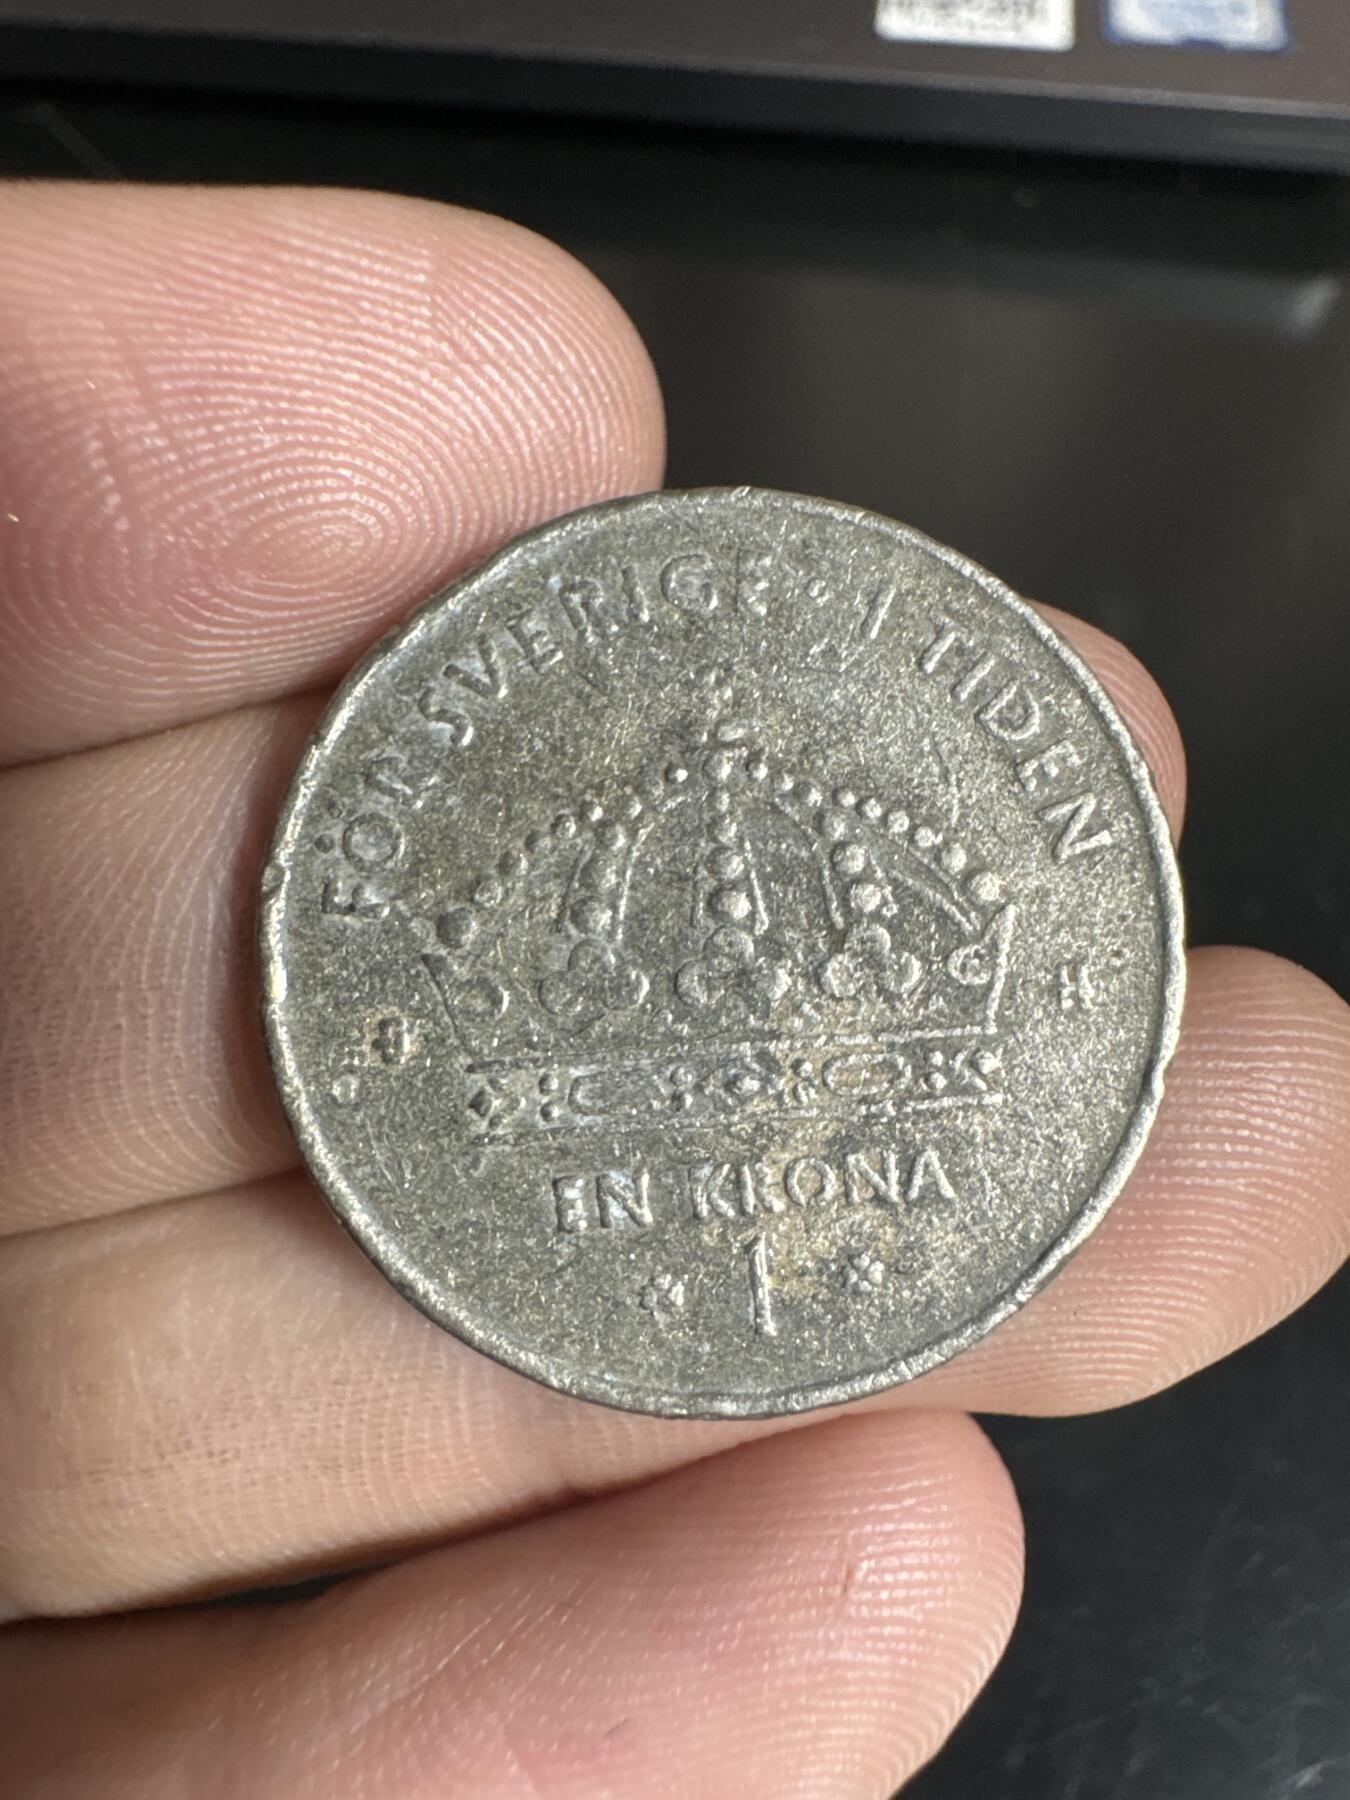 FÖR SVERIGE · I TIDEN
EN KRONA
1